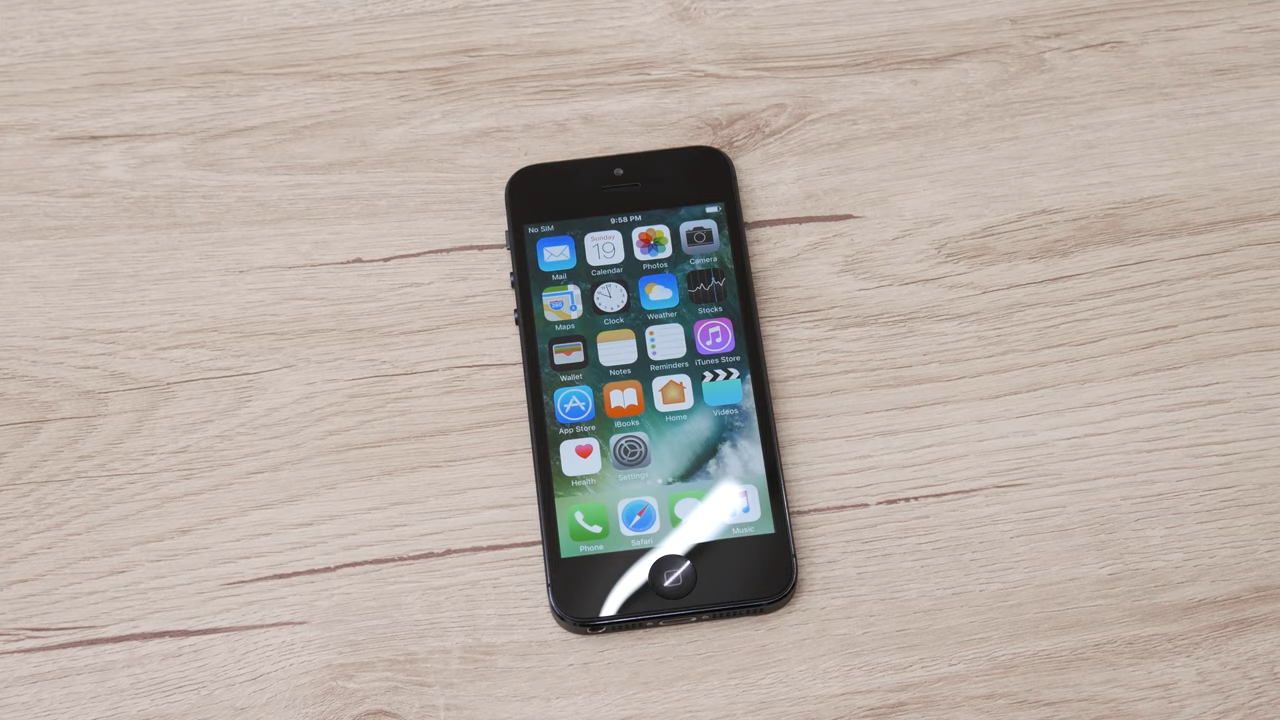 No SIM 9:58 PM
Sunday
19
Mail Calendar Photos Camera
Maps Clock Weather Stocks
Wallet Notes Reminders iTunes Store
App Store iBooks Home Videos
Health Settings
Phone Safari Music